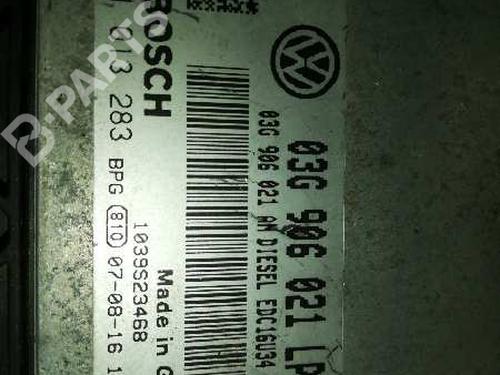 03G 906 021 LP
03G 906 021 AN DIESEL EDC16U34
BOSCH
Made in G
1039S23468
013 283 BPG 810 07-08-16 1
B-PARTS